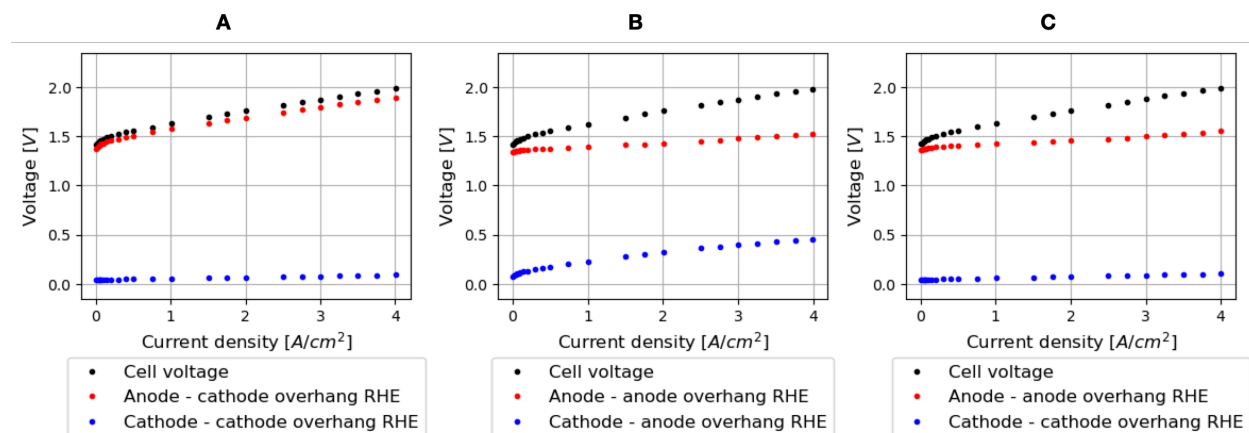 A
B
C
Voltage [V]
2.0
1.5
1.0
0.5
0.0
0
1
2
3
4
Current density [A/cm²]
Cell voltage
Anode - cathode overhang RHE
Cathode - cathode overhang RHE
Voltage [V]
2.0
1.5
1.0
0.5
0.0
0
1
2
3
4
Current density [A/cm²]
Cell voltage
Anode - anode overhang RHE
Cathode - anode overhang RHE
Voltage [V]
2.0
1.5
1.0
0.5
0.0
0
1
2
3
4
Current density [A/cm²]
Cell voltage
Anode - anode overhang RHE
Cathode - cathode overhang RHE